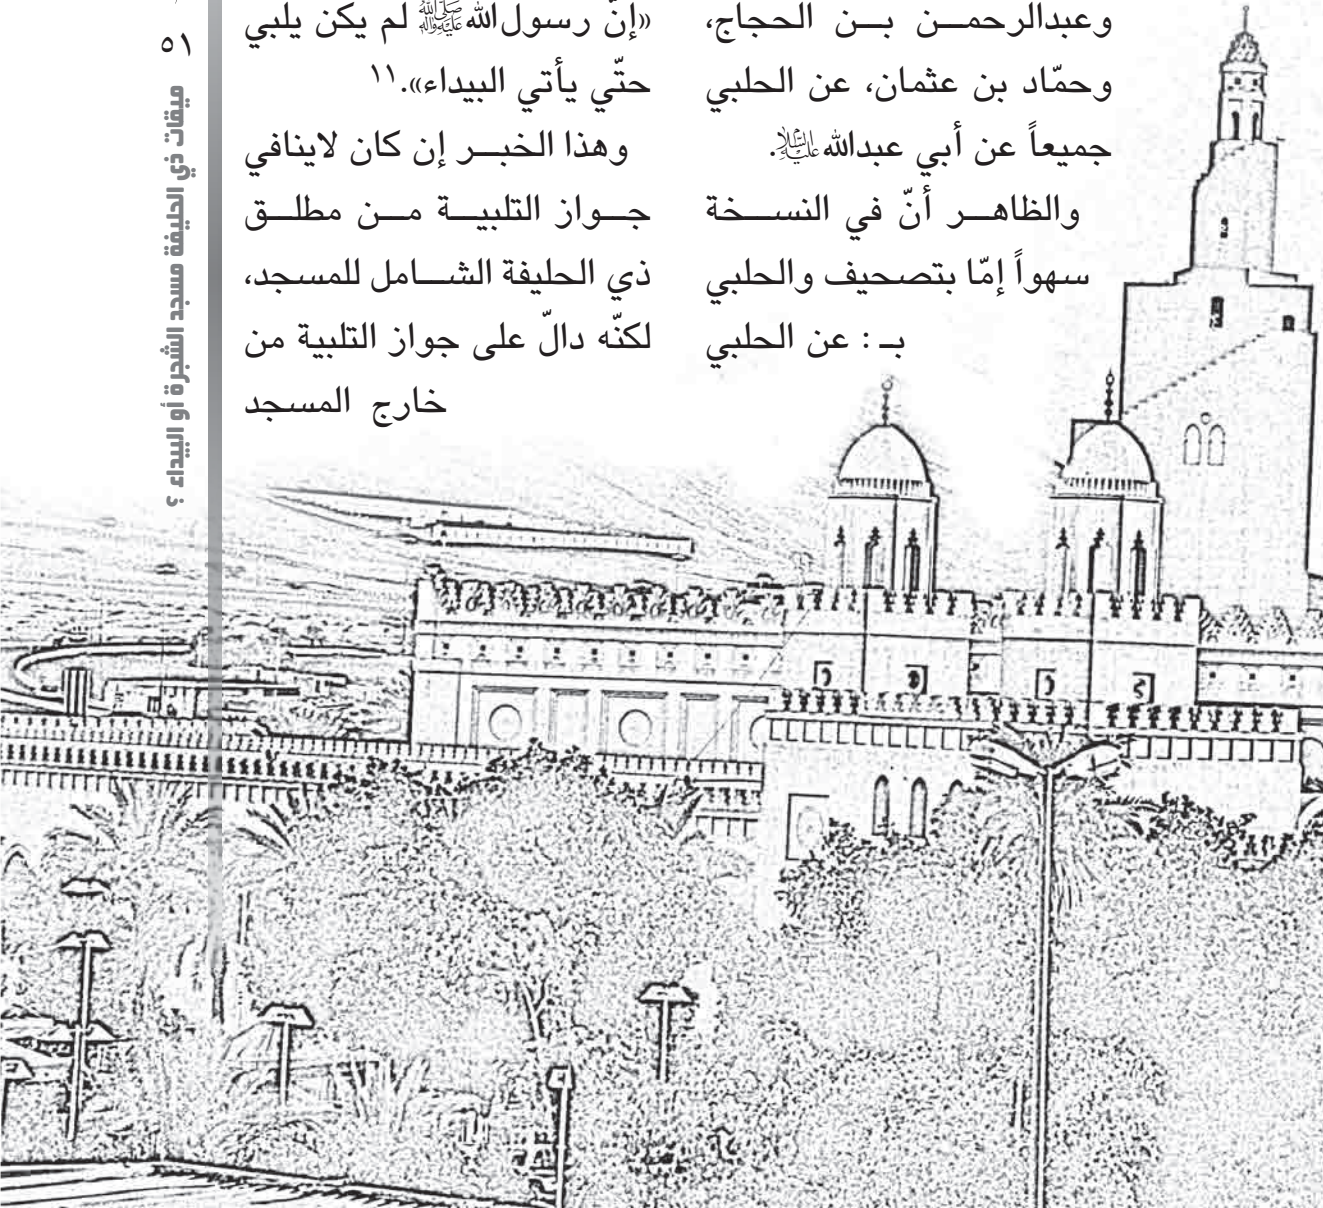 وعبدالرحمن بن الحجاج،
وحمّاد بن عثمان، عن الحلبي
جميعاً عن أبي عبدالله عليه السلام.
والظاهر أنّ في النسخة
سهواً إمّا بتصحيف والحلبي
بـ : عن الحلبي
«إنّ رسول الله صلى الله عليه وآله لم يكن يلبي
حتّي يأتي البيداء».١١
وهذا الخبر إن كان لاينافي
جواز التلبية من مطلق
ذي الحليفة الشامل للمسجد،
لكنّه دالّ على جواز التلبية من
خارج المسجد
٥١
ميقات ذي الحليفة مسجد الشجرة أو البيداء ؟